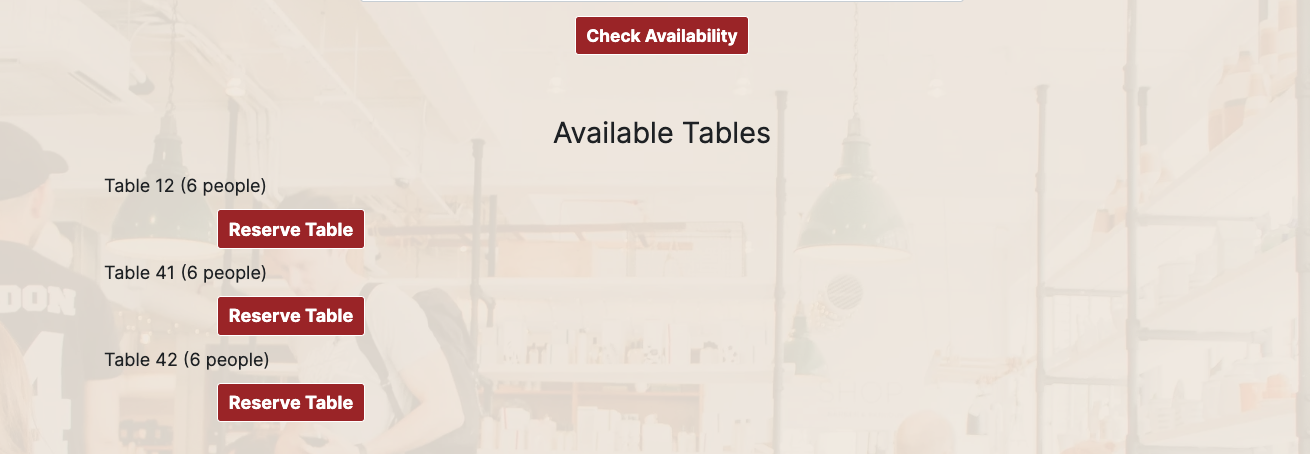 Check Availability
Available Tables
Table 12 (6 people)
Reserve Table
Table 41 (6 people)
Reserve Table
Table 42 (6 people)
Reserve Table